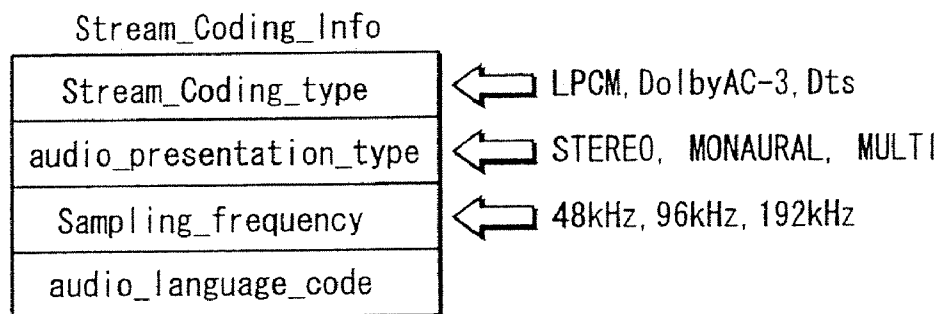 Stream_Coding_Info
Stream_Coding_type LPCM, DolbyAC-3, Dts
audio_presentation_type STEREO, MONAURAL, MULTI
Sampling_frequency 48kHz, 96kHz, 192kHz
audio_language_code